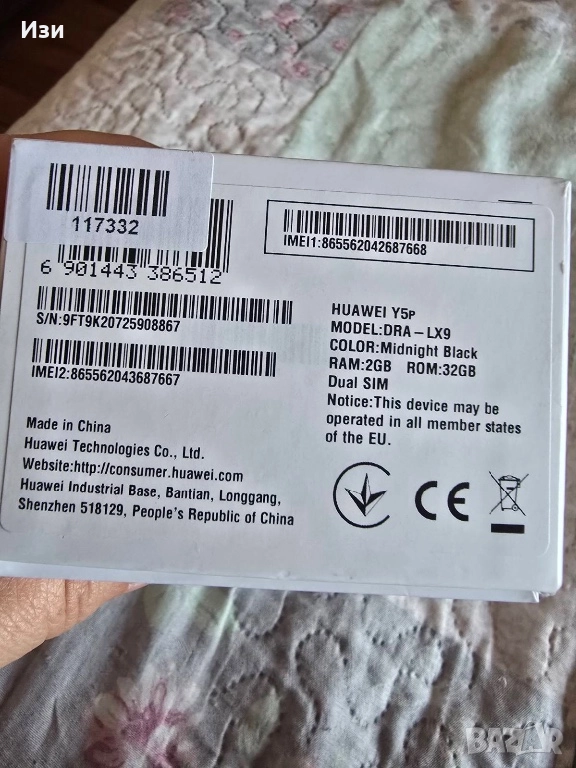 Изи
117332
6 901443 386512
IMEI1:865562042687668
S/N:9FT9K20725908867
IMEI2:865562043687667
HUAWEI Y5P
MODEL:DRA-LX9
COLOR:Midnight Black
RAM:2GB ROM:32GB
Dual SIM
Notice:This device may be
operated in all member states
of the EU.
Made in China
Huawei Technologies Co., Ltd.
Website:http://consumer.huawei.com
Huawei Industrial Base, Bantian, Longgang,
Shenzhen 518129, People's Republic of China
CE
BAZAR